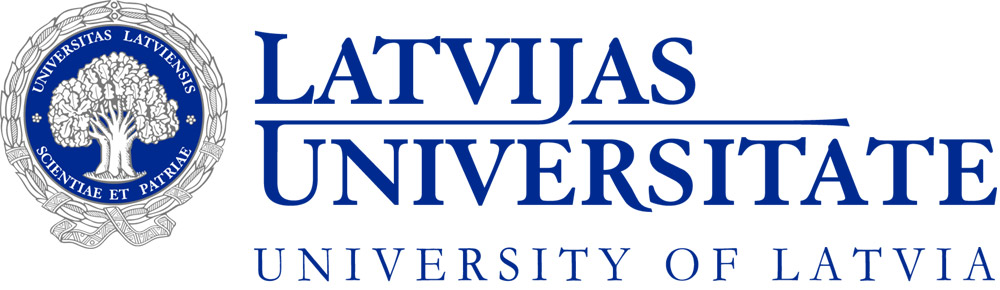 UNIVERSITAS LATVIENSIS
SCIENTIAE ET PATRIAE
LATVIJAS
UNIVERSITATE
UNIVERSITY OF LATVIA